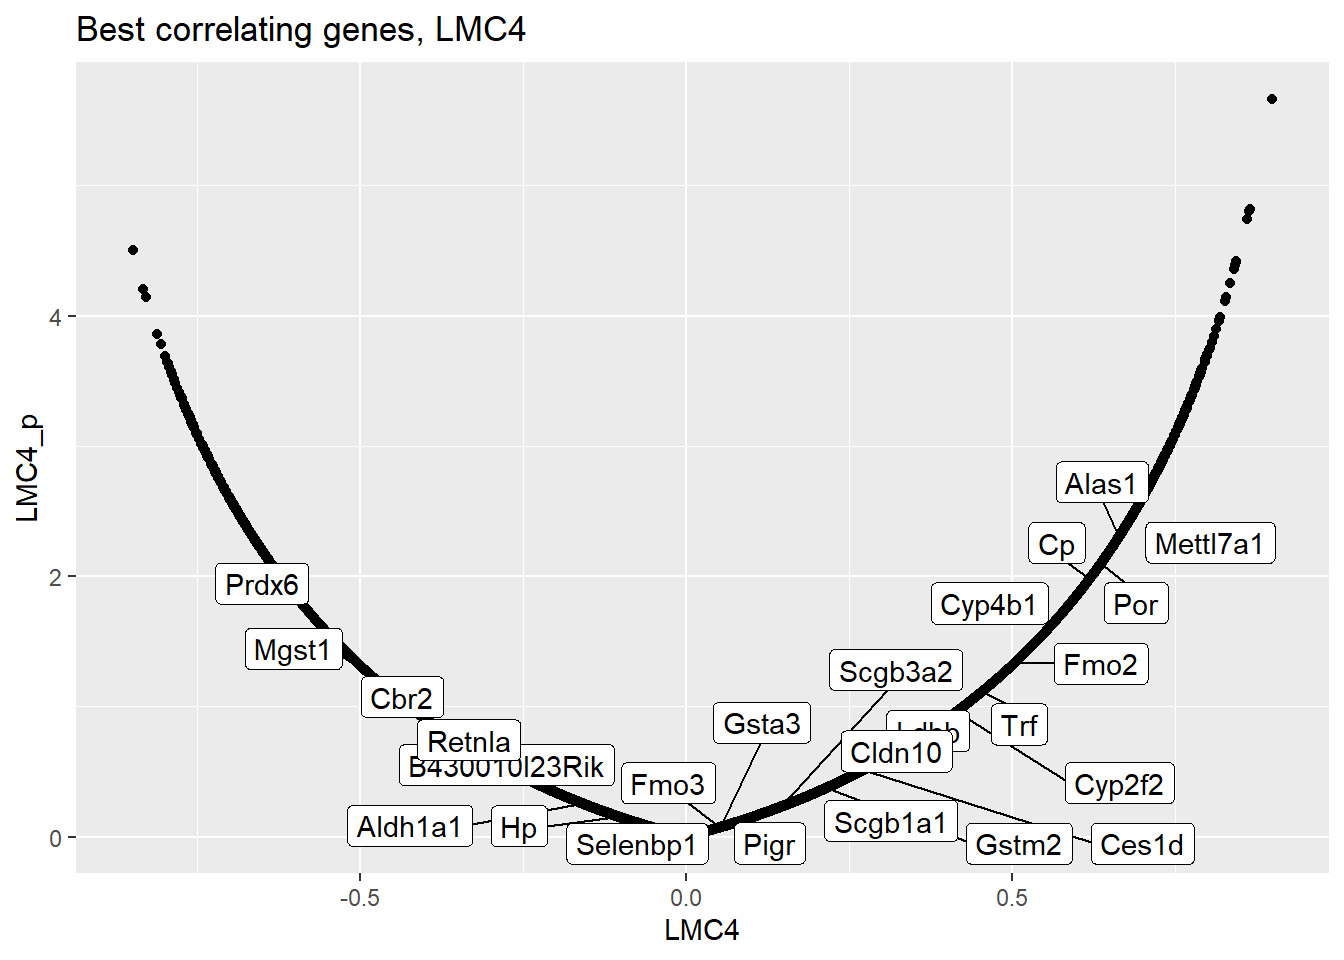 Best correlating genes, LMC4
LMC4_p
4
2
0
Alas1
Cp
Mettl7a1
Prdx6
Cyp4b1
Por
Mgst1
Scgb3a2
Fmo2
Cbr2
Gsta3
Trf
Retnla
Ldhb
Cldn10
B430010I23Rik
Fmo3
Cyp2f2
Aldh1a1
Hp
Scgb1a1
Selenbp1
Pigr
Gstm2
Ces1d
-0.5
0.0
0.5
LMC4